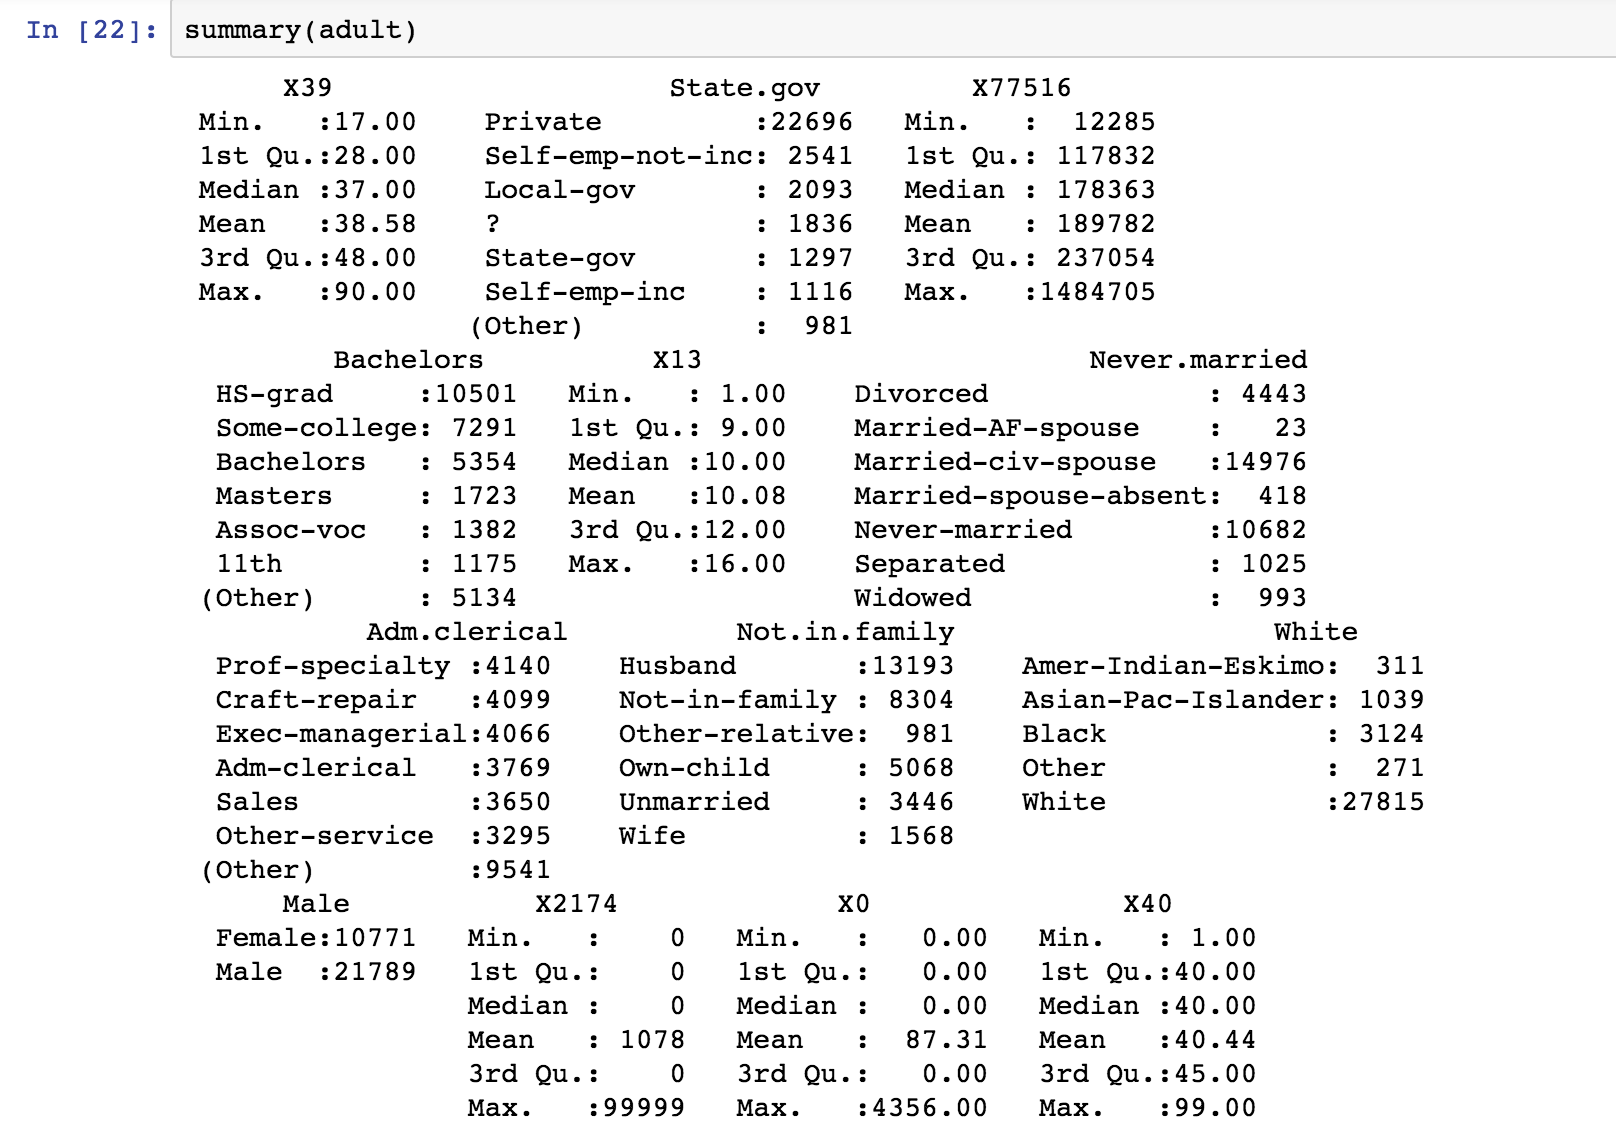 In [22]: summary(adult)
X39 State.gov X77516
Min. :17.00 Private :22696 Min. : 12285
1st Qu.:28.00 Self-emp-not-inc: 2541 1st Qu.: 117832
Median :37.00 Local-gov : 2093 Median : 178363
Mean :38.58 ? : 1836 Mean : 189782
3rd Qu.:48.00 State-gov : 1297 3rd Qu.: 237054
Max. :90.00 Self-emp-inc : 1116 Max. :1484705
(Other) : 981
Bachelors X13 Never.married
HS-grad :10501 Min. : 1.00 Divorced : 4443
Some-college: 7291 1st Qu.: 9.00 Married-AF-spouse : 23
Bachelors : 5354 Median :10.00 Married-civ-spouse :14976
Masters : 1723 Mean :10.08 Married-spouse-absent: 418
Assoc-voc : 1382 3rd Qu.:12.00 Never-married :10682
11th : 1175 Max. :16.00 Separated : 1025
(Other) : 5134 Widowed : 993
Adm.clerical Not.in.family White
Prof-specialty :4140 Husband :13193 Amer-Indian-Eskimo: 311
Craft-repair :4099 Not-in-family : 8304 Asian-Pac-Islander: 1039
Exec-managerial:4066 Other-relative: 981 Black : 3124
Adm-clerical :3769 Own-child : 5068 Other : 271
Sales :3650 Unmarried : 3446 White :27815
Other-service :3295 Wife : 1568
(Other) :9541
Male X2174 X0 X40
Female:10771 Min. : 0 Min. : 0.00 Min. : 1.00
Male :21789 1st Qu.: 0 1st Qu.: 0.00 1st Qu.:40.00
Median : 0 Median : 0.00 Median :40.00
Mean : 1078 Mean : 87.31 Mean :40.44
3rd Qu.: 0 3rd Qu.: 0.00 3rd Qu.:45.00
Max. :99999 Max. :4356.00 Max. :99.00